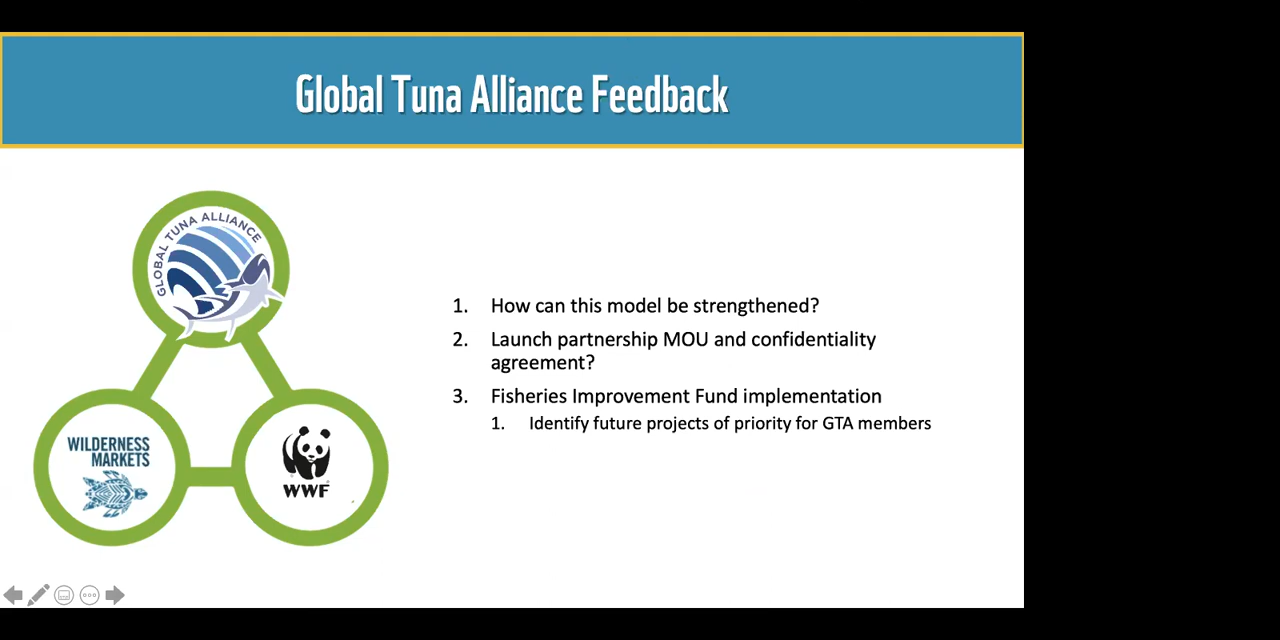 Global Tuna Alliance Feedback
GLOBAL TUNA ALLIANCE
1. How can this model be strengthened?
2. Launch partnership MOU and confidentiality
agreement?
3. Fisheries Improvement Fund implementation
1. Identify future projects of priority for GTA members
WILDERNESS
MARKETS
WWF